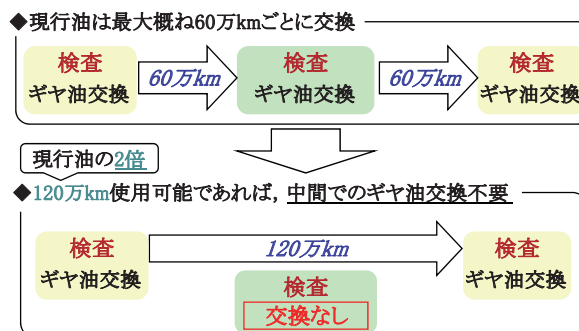 ◆現行油は最大概ね60万kmごとに交換
検査
ギヤ油交換
60万km
検査
ギヤ油交換
60万km
検査
ギヤ油交換
現行油の2倍
◆120万km使用可能であれば，中間でのギヤ油交換不要
検査
ギヤ油交換
120万km
検査
交換なし
検査
ギヤ油交換